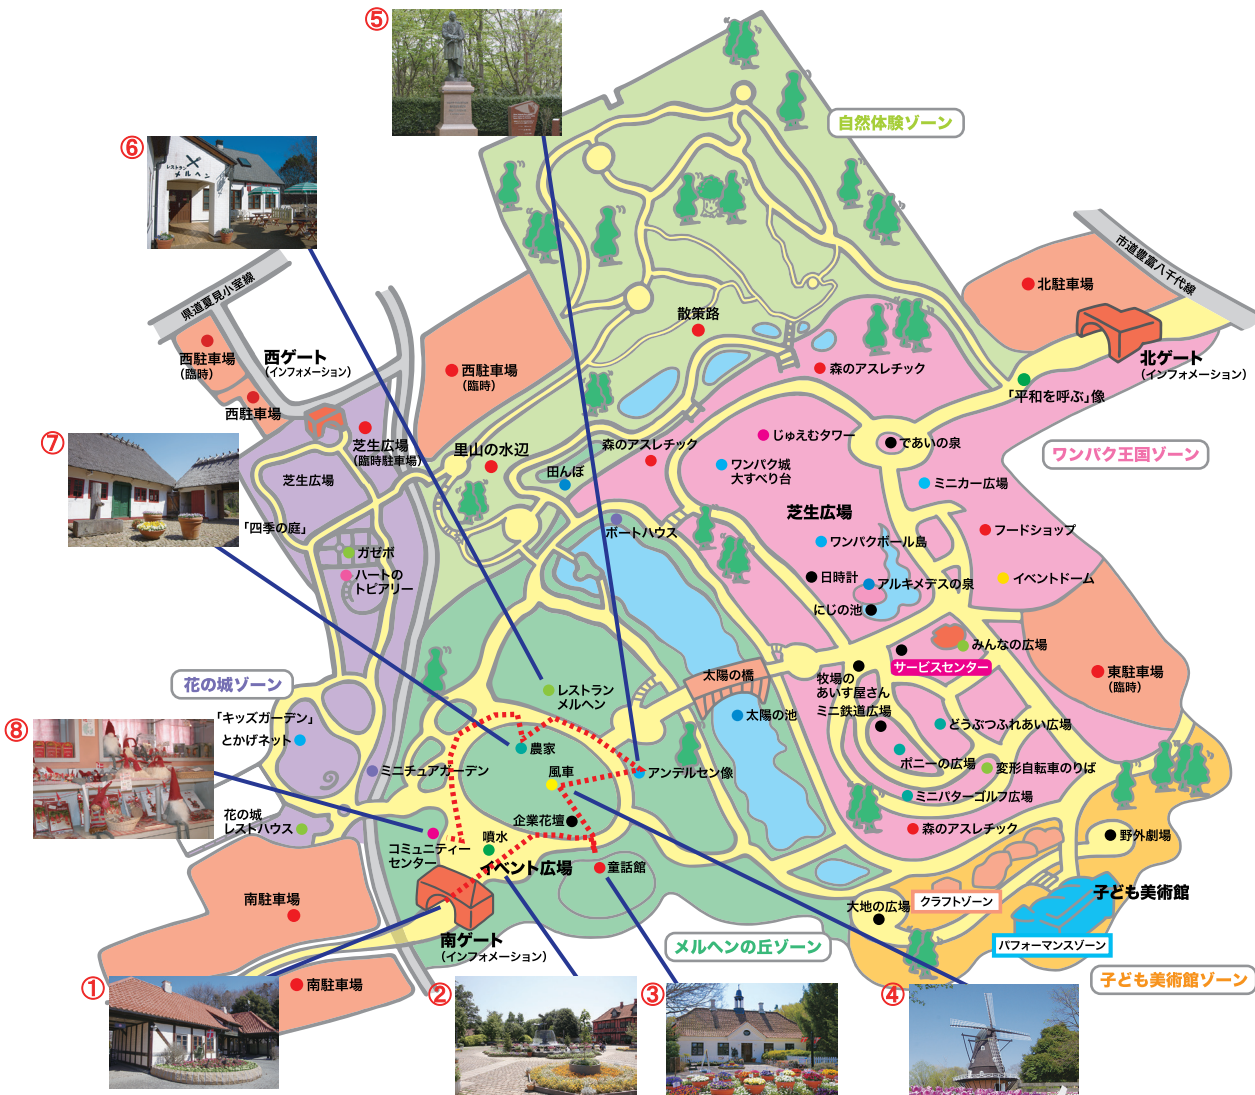 ⑤
自然体験ゾーン
⑥
レストラン
メルヘン
市道豊富八千代線
県道夏見小室線
北駐車場
散策路
西駐車場
(臨時)
西ゲート
(インフォメーション)
西駐車場
(臨時)
北ゲート
(インフォメーション)
森のアスレチック
「平和を呼ぶ」像
西駐車場
芝生広場
(臨時駐車場)
じゅえむタワー
であいの泉
⑦
里山の水辺
森のアスレチック
ワンパク王国ゾーン
田んぼ
ワンパク城
大すべり台
芝生広場
ミニカー広場
芝生広場
「四季の庭」
ボートハウス
フードショップ
ワンパクボール島
ガゼボ
ハートの
トピアリー
日時計
アルキメデスの泉
イベントドーム
にじの池
みんなの広場
サービスセンター
花の城ゾーン
太陽の橋
牧場の
あいす屋さん
東駐車場
(臨時)
レストラン
メルヘン
ミニ鉄道広場
⑧
「キッズガーデン」
とかげネット
太陽の池
どうぶつふれあい広場
農家
ポニーの広場
変形自転車のりば
ミニチュアガーデン
風車
アンデルセン像
ミニパターゴルフ広場
花の城
レストハウス
企業花壇
森のアスレチック
野外劇場
コミュニティー
センター
噴水
イベント広場
童話館
南駐車場
大地の広場
クラフトゾーン
子ども美術館
南ゲート
(インフォメーション)
メルヘンの丘ゾーン
パフォーマンスゾーン
子ども美術館ゾーン
南駐車場
①
②
③
④